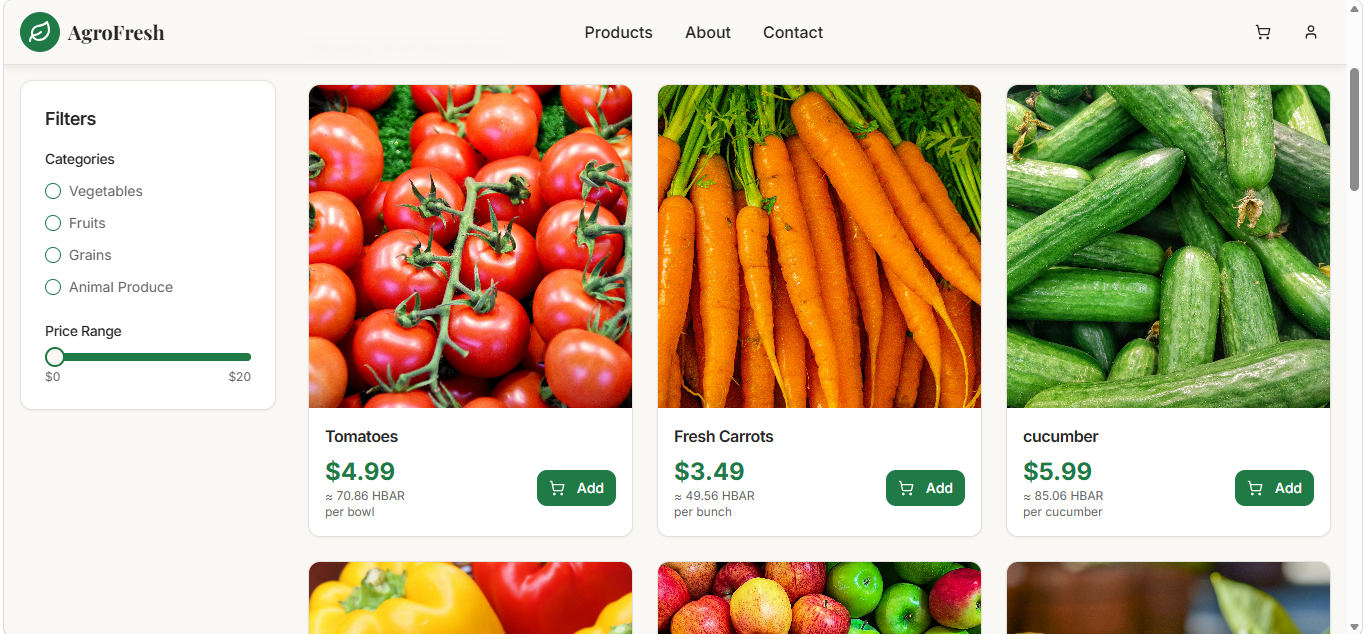 AgroFresh
Products
About
Contact
Filters
Categories
Vegetables
Fruits
Grains
Animal Produce
Price Range
$0
$20
Tomatoes
$4.99
≈ 70.86 HBAR
per bowl
Add
Fresh Carrots
$3.49
≈ 49.56 HBAR
per bunch
Add
cucumber
$5.99
≈ 85.06 HBAR
per cucumber
Add